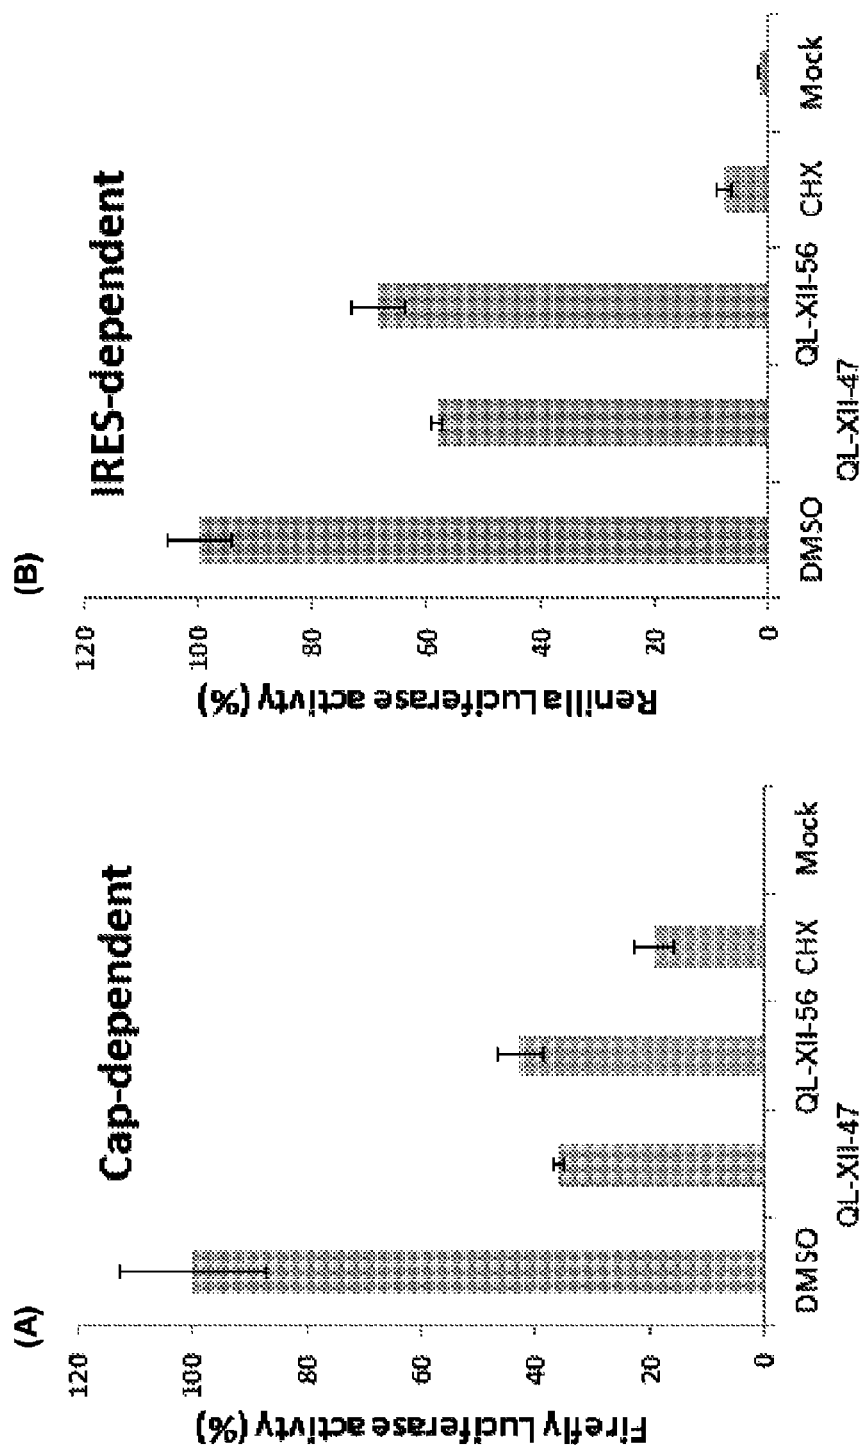 (A)
Cap-dependent
Firefly Luciferase activity (%)
120
100
80
60
40
20
0
DMSO
QL-XII-47
QL-XII-56
CHX
Mock
(B)
IRES-dependent
Renilla Luciferase activty (%)
120
100
80
60
40
20
0
DMSO
QL-XII-47
QL-XII-56
CHX
Mock